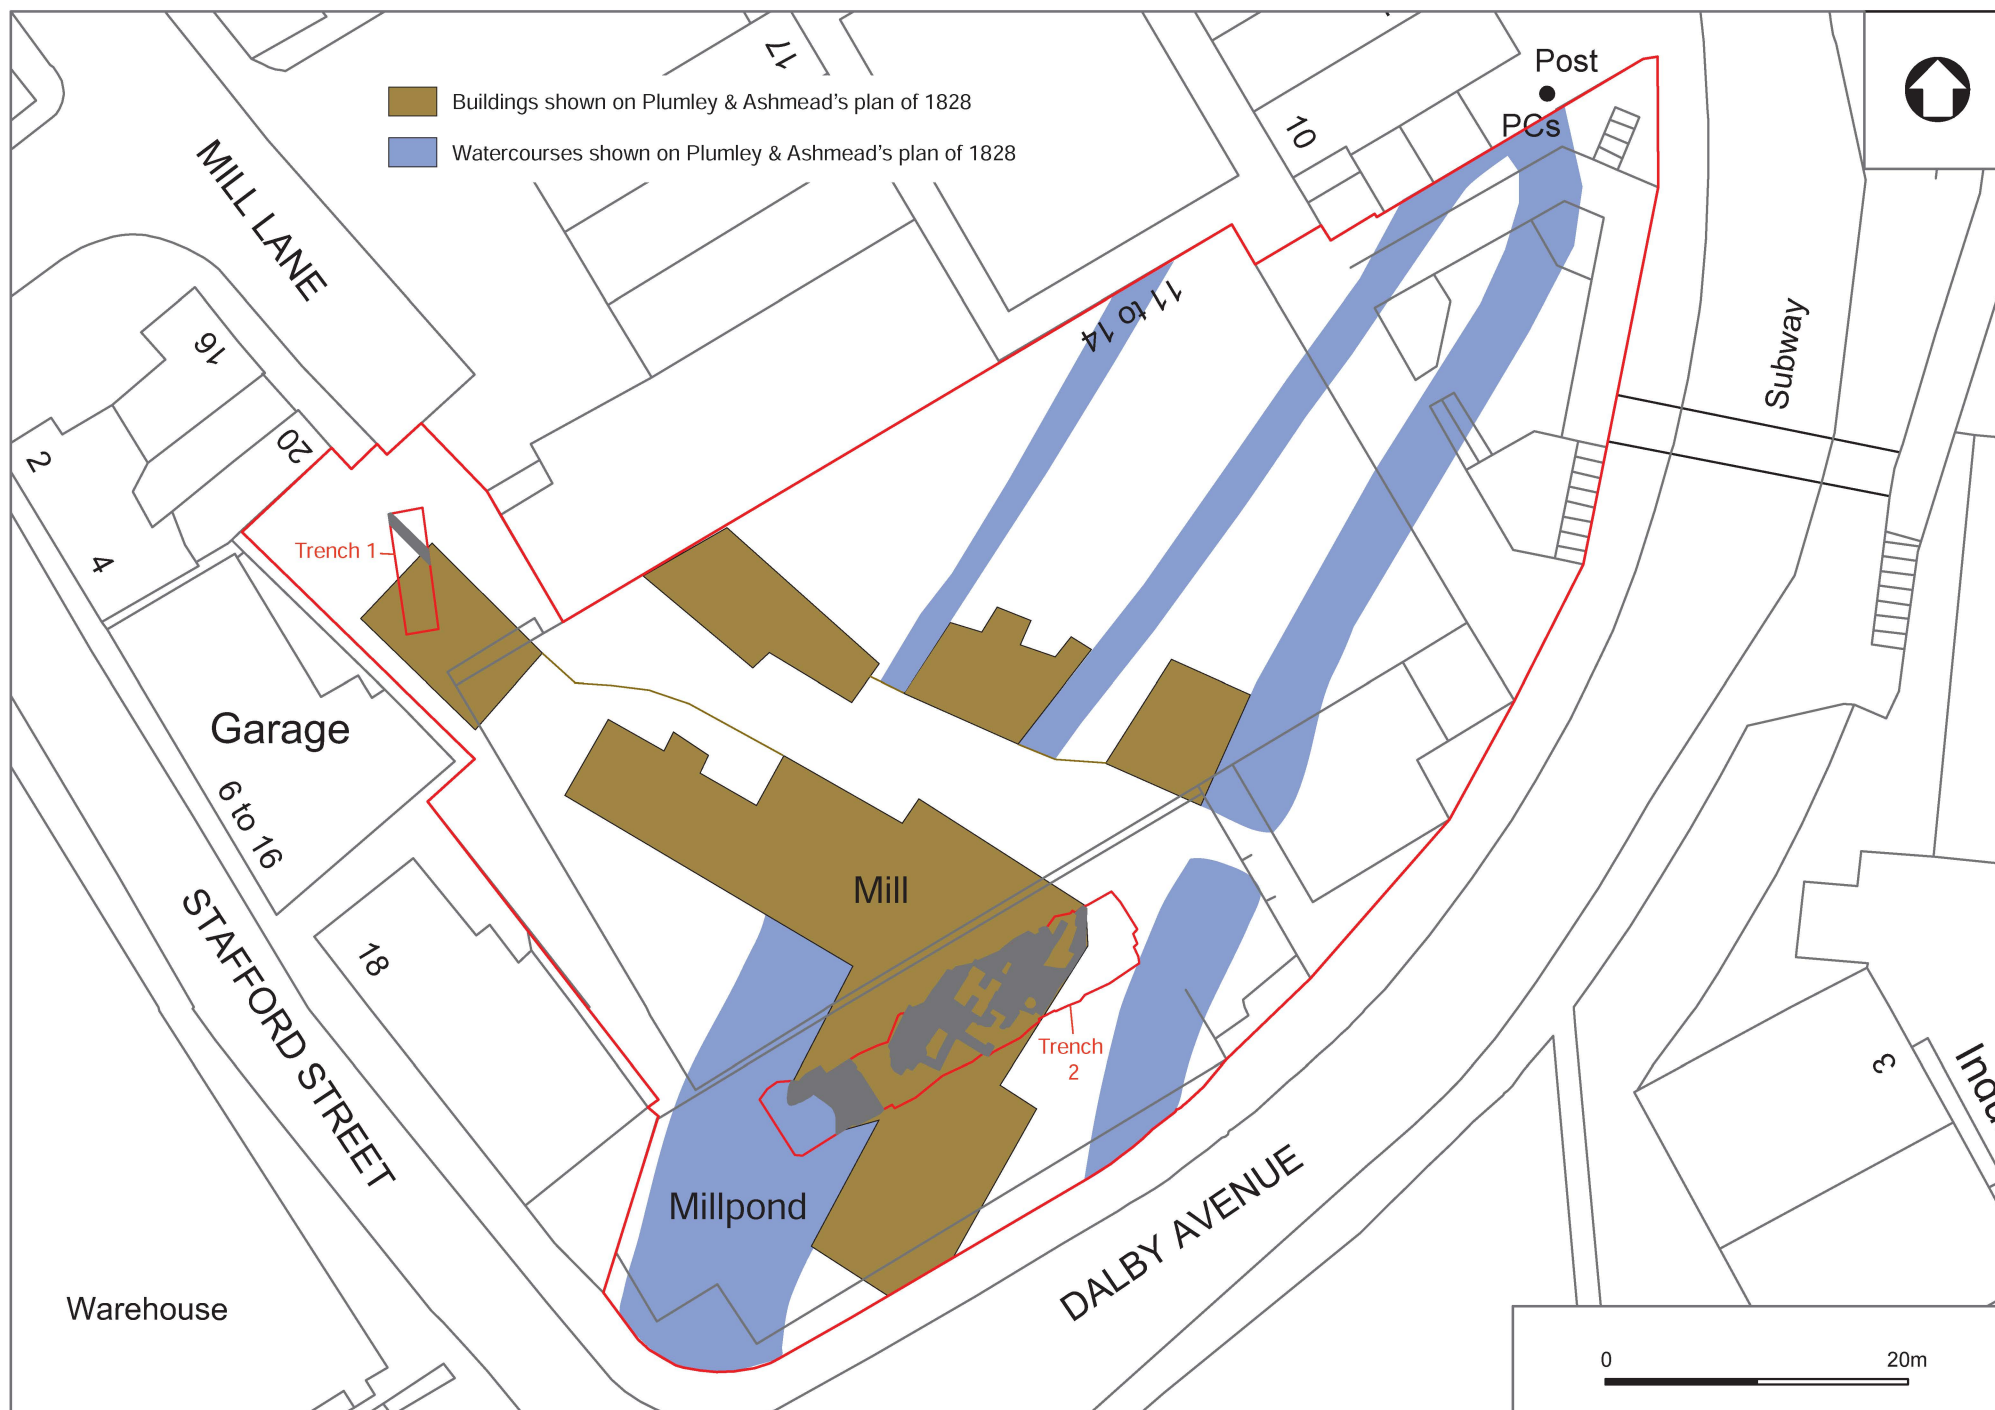 17
Post
PCs
10
Buildings shown on Plumley & Ashmead's plan of 1828
Watercourses shown on Plumley & Ashmead's plan of 1828
MILL LANE
11 to 14
Subway
16
20
2
4
Trench 1
Garage
6 to 16
Mill
18
STAFFORD STREET
Trench
2
3
Millpond
DALBY AVENUE
Warehouse
0 20m